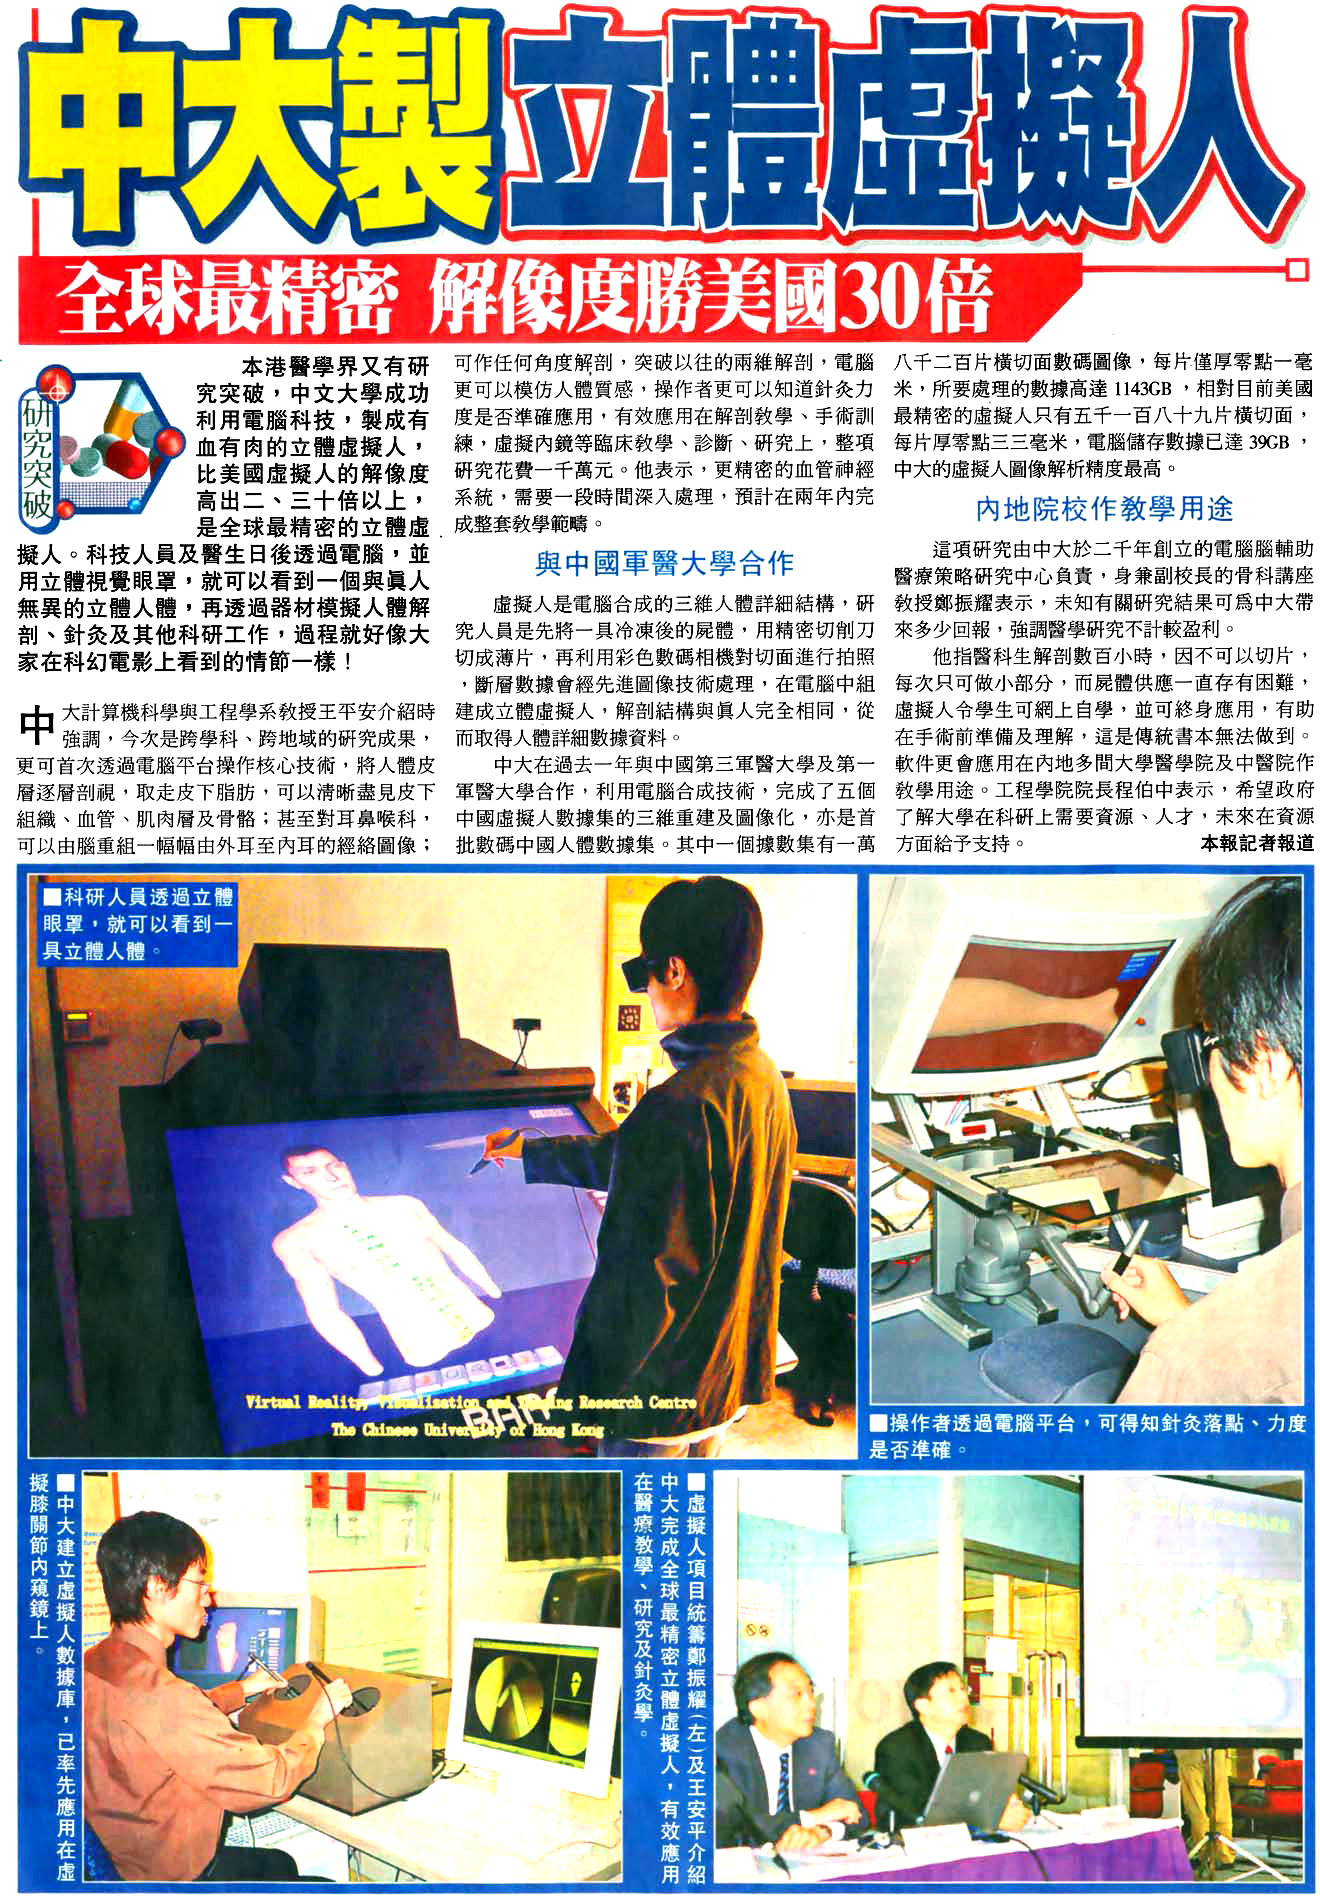 中大製立體虛擬人
全球最精密 解像度勝美國30倍
研究突破
本港醫學界又有研
究突破，中文大學成功
利用電腦科技，製成有
血有肉的立體虛擬人，
比美國虛擬人的解像度
高出二、三十倍以上，
是全球最精密的立體虛
擬人。科技人員及醫生日後透過電腦，並
用立體視覺眼罩，就可以看到一個與眞人
無異的立體人體，再透過器材模擬人體解
剖、針灸及其他科研工作，過程就好像大
家在科幻電影上看到的情節一樣！
中大計算機科學與工程學系敎授王平安介紹時
強調，今次是跨學科、跨地域的研究成果，
更可首次透過電腦平台操作核心技術，將人體皮
層逐層剖視，取走皮下脂肪，可以清晰盡見皮下
組織、血管、肌肉層及骨骼；甚至對耳鼻喉科，
可以由腦重組一幅幅由外耳至內耳的經絡圖像；
可作任何角度解剖，突破以往的兩維解剖，電腦
更可以模仿人體質感，操作者更可以知道針灸力
度是否準確應用，有效應用在解剖敎學、手術訓
練，虛擬內鏡等臨床敎學、診斷、研究上，整項
研究花費一千萬元。他表示，更精密的血管神經
系統，需要一段時間深入處理，預計在兩年內完
成整套敎學範疇。
與中國軍醫大學合作
虛擬人是電腦合成的三維人體詳細結構，研
究人員是先將一具冷凍後的屍體，用精密切削刀
切成薄片，再利用彩色數碼相機對切面進行拍照
，斷層數據會經先進圖像技術處理，在電腦中組
建成立體虛擬人，解剖結構與眞人完全相同，從
而取得人體詳細數據資料。
中大在過去一年與中國第三軍醫大學及第一
軍醫大學合作，利用電腦合成技術，完成了五個
中國虛擬人數據集的三維重建及圖像化，亦是首
批數碼中國人體數據集。其中一個據數集有一萬
八千二百片橫切面數碼圖像，每片僅厚零點一毫
米，所要處理的數據高達 1143GB，相對目前美國
最精密的虛擬人只有五千一百八十九片橫切面，
每片厚零點三三毫米，電腦儲存數據已達 39GB，
中大的虛擬人圖像解析精度最高。
內地院校作敎學用途
這項研究由中大於二千年創立的電腦腦輔助
醫療策略研究中心負責，身兼副校長的骨科講座
敎授鄭振耀表示，未知有關研究結果可爲中大帶
來多少回報，強調醫學研究不計較盈利。
他指醫科生解剖數百小時，因不可以切片，
每次只可做小部分，而屍體供應一直存有困難，
虛擬人令學生可網上自學，並可終身應用，有助
在手術前準備及理解，這是傳統書本無法做到。
軟件更會應用在內地多間大學醫學院及中醫院作
敎學用途。工程學院院長程伯中表示，希望政府
了解大學在科研上需要資源、人才，未來在資源
方面給予支持。 本報記者報道
■科研人員透過立體
眼罩，就可以看到一
具立體人體。
Virtual Reality, Visualization and Imaging Research Centre
The Chinese University of Hong Kong
■操作者透過電腦平台，可得知針灸落點、力度
是否準確。
■中大建立虛擬人數據庫，已率先應用在虛
擬膝關節內窺鏡上。
■虛擬人項目統籌鄭振耀(左)及王安平介紹
中大完成全球最精密立體虛擬人，有效應用
在醫療敎學、研究及針灸學。